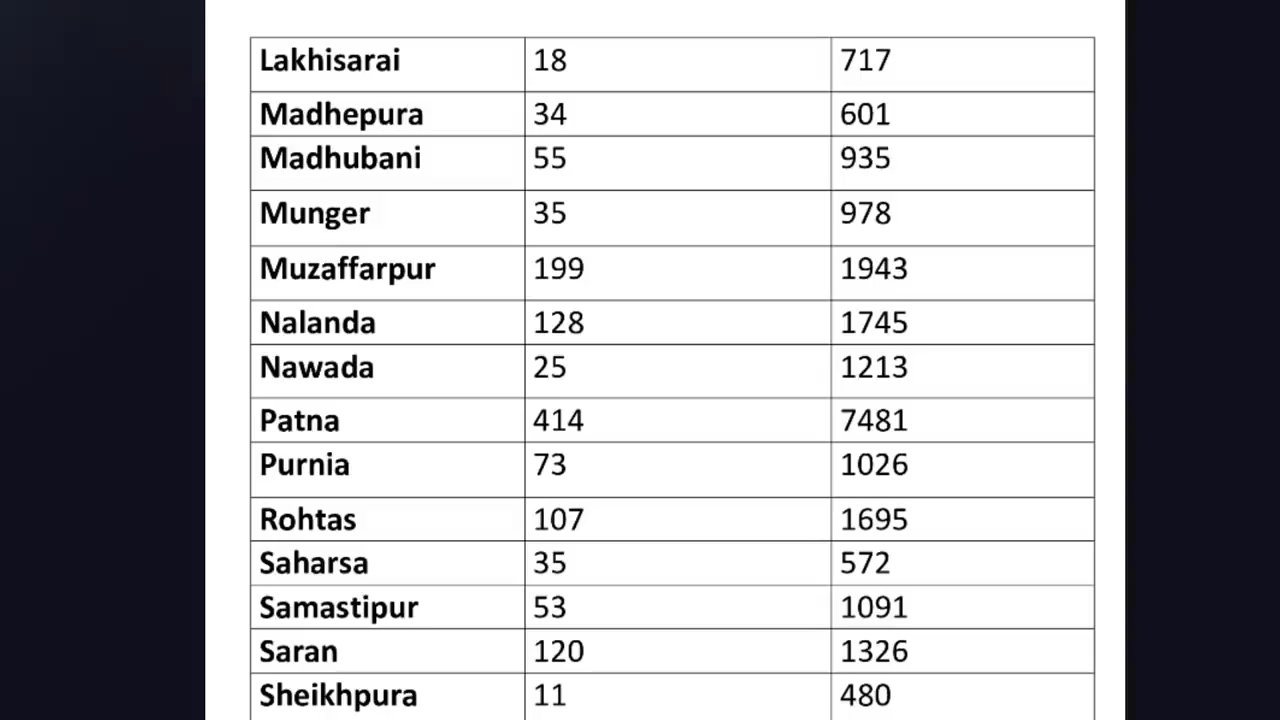 Lakhisarai 18 717
Madhepura 34 601
Madhubani 55 935
Munger 35 978
Muzaffarpur 199 1943
Nalanda 128 1745
Nawada 25 1213
Patna 414 7481
Purnia 73 1026
Rohtas 107 1695
Saharsa 35 572
Samastipur 53 1091
Saran 120 1326
Sheikhpura 11 480